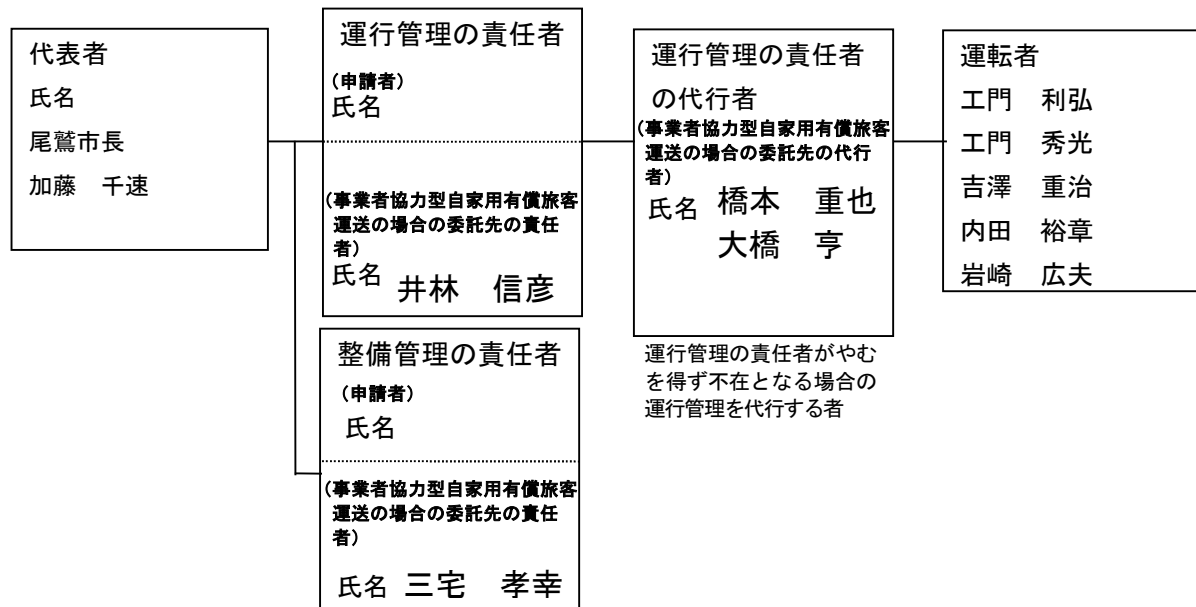 代表者
氏名
尾鷲市長
加藤　千速
運行管理の責任者
(申請者)
氏名
(事業者協力型自家用有償旅客
運送の場合の委託先の責任
者)
氏名 井林　信彦
整備管理の責任者
(申請者)
氏名
(事業者協力型自家用有償旅客
運送の場合の委託先の責任
者)
氏名 三宅　孝幸
運行管理の責任者
の代行者
(事業者協力型自家用有償旅客
運送の場合の委託先の代行
者)
氏名 橋本　重也
大橋　亨
運行管理の責任者がやむ
を得ず不在となる場合の
運行管理を代行する者
運転者
工門　利弘
工門　秀光
吉澤　重治
内田　裕章
岩崎　広夫